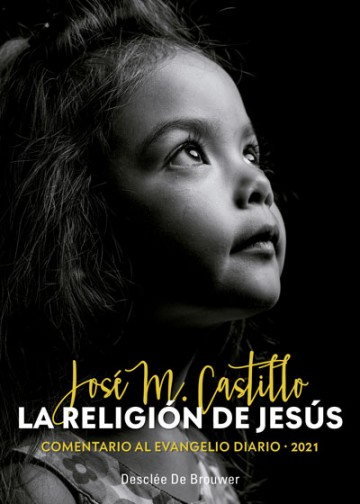 José M. Castillo
LA RELIGIÓN DE JESÚS
COMENTARIO AL EVANGELIO DIARIO · 2021
Desclée De Brouwer